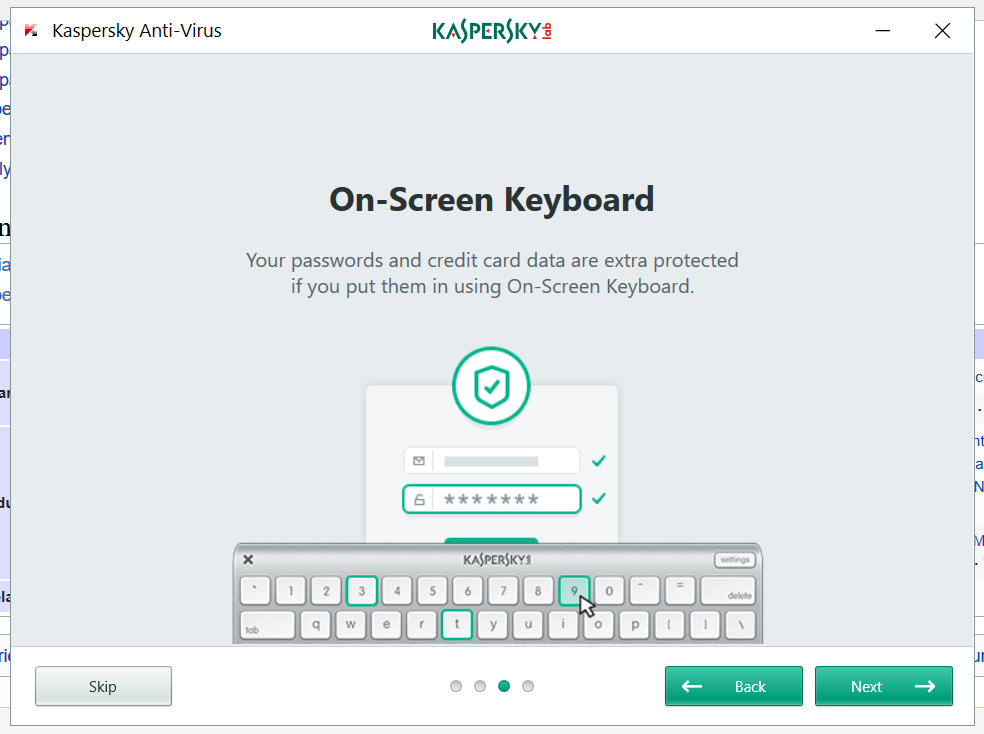 Kaspersky Anti-Virus
KASPERSKY lab
On-Screen Keyboard
Your passwords and credit card data are extra protected
if you put them in using On-Screen Keyboard.
*******
KASPERSKY lab
settings
` 1 2 3 4 5 6 7 8 9 0 - = delete
tab q w e r t y u i o p [ ] \
Skip
Back
Next